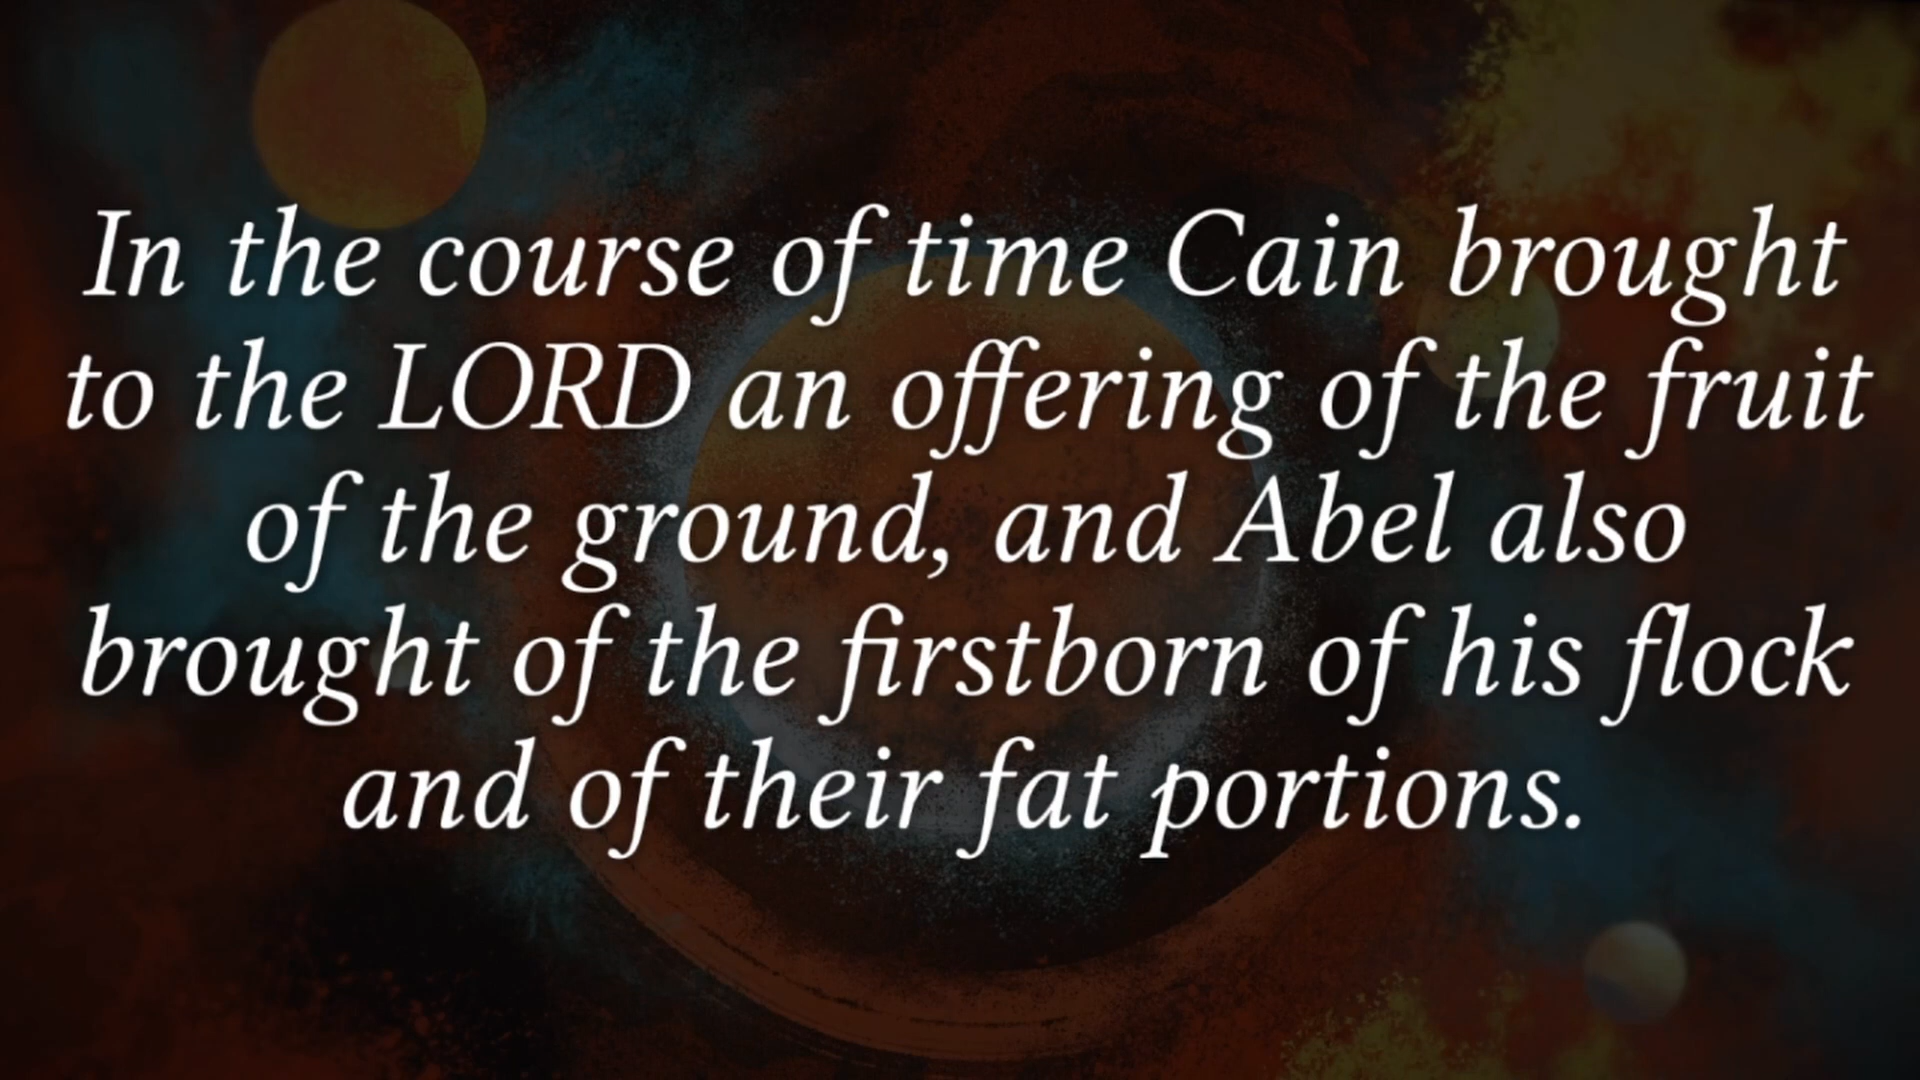 In the course of time Cain brought
to the LORD an offering of the fruit
of the ground, and Abel also
brought of the firstborn of his flock
and of their fat portions.